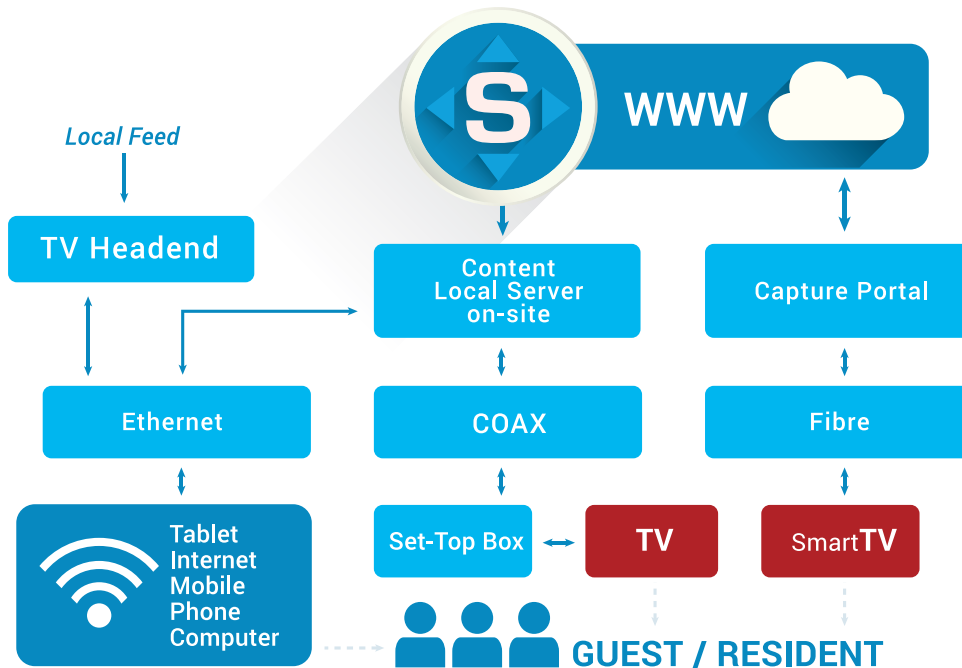 S
WWW
Local Feed
TV Headend
Content
Local Server
on-site
Capture Portal
Ethernet
COAX
Fibre
Tablet
Internet
Mobile
Phone
Computer
Set-Top Box
TV
SmartTV
GUEST / RESIDENT